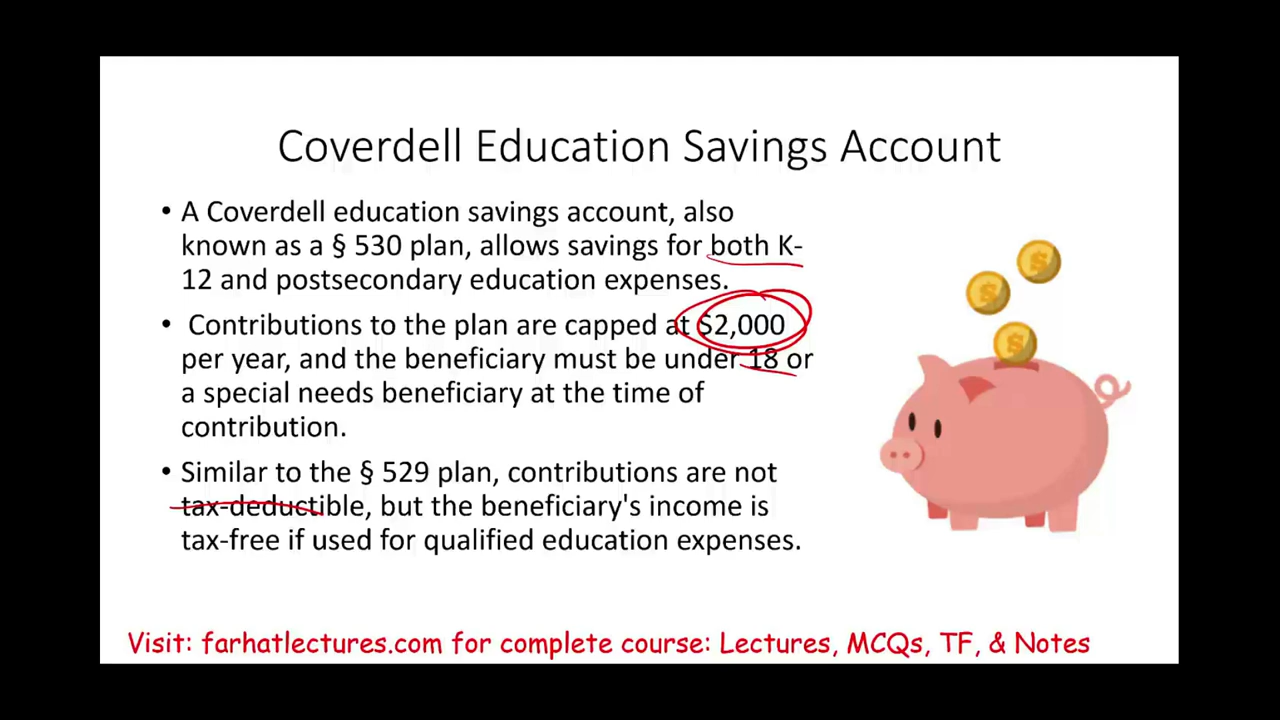 Coverdell Education Savings Account
• A Coverdell education savings account, also
known as a § 530 plan, allows savings for both K-
12 and postsecondary education expenses.
• Contributions to the plan are capped at $2,000
per year, and the beneficiary must be under 18 or
a special needs beneficiary at the time of
contribution.
• Similar to the § 529 plan, contributions are not
tax-deductible, but the beneficiary's income is
tax-free if used for qualified education expenses.
$
$
$
Visit: farhatlectures.com for complete course: Lectures, MCQs, TF, & Notes